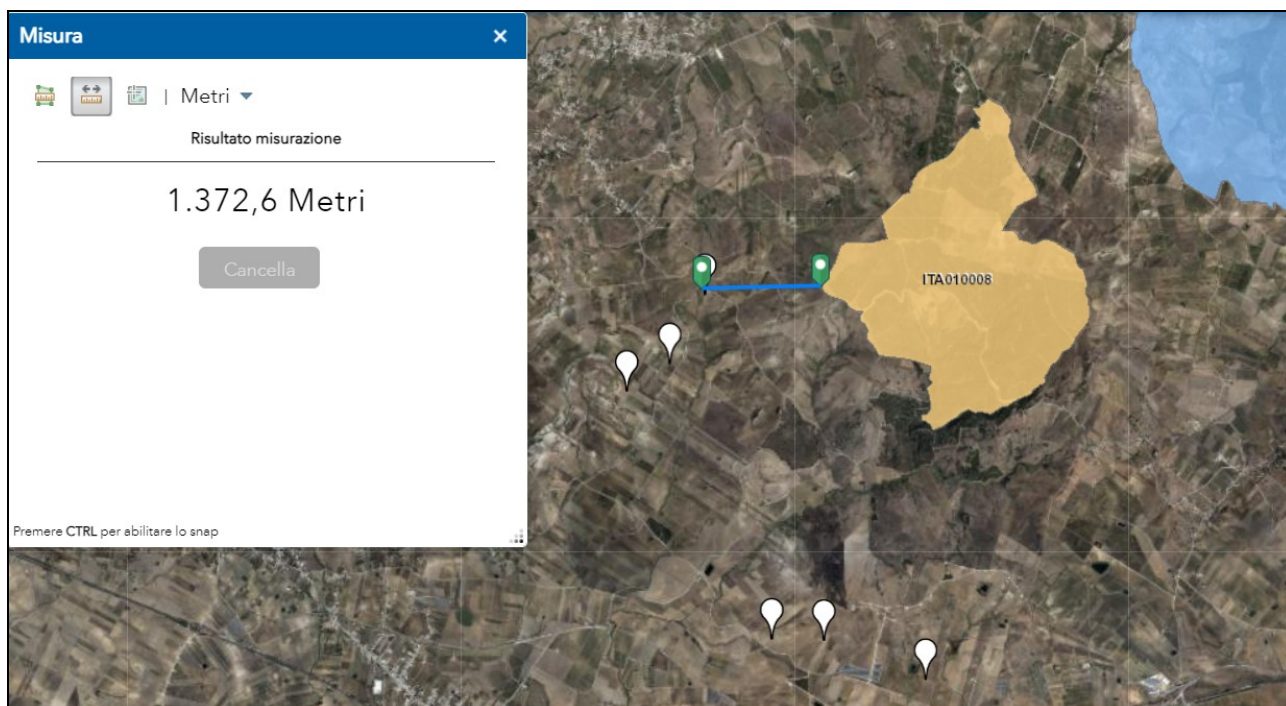 Misura
| Metri
Risultato misurazione
1.372,6 Metri
Cancella
Premere CTRL per abilitare lo snap
ITA010008